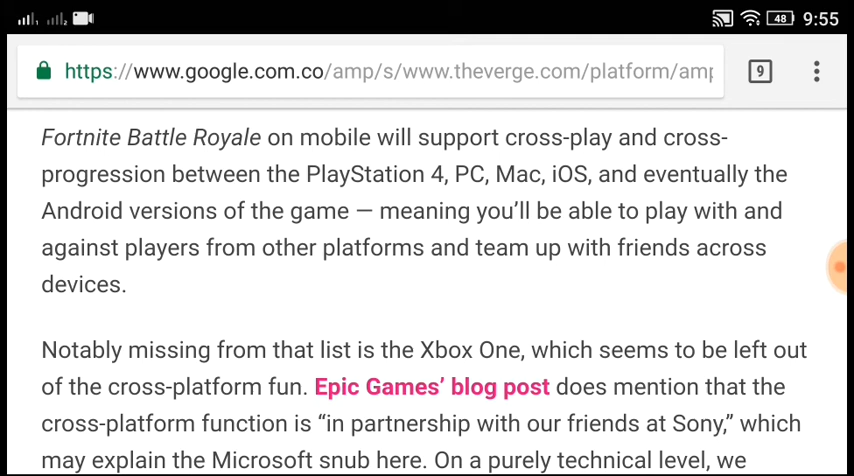 48 9:55
https://www.google.com.co/amp/s/www.theverge.com/platform/amp
9
Fortnite Battle Royale on mobile will support cross-play and cross-
progression between the PlayStation 4, PC, Mac, iOS, and eventually the
Android versions of the game — meaning you’ll be able to play with and
against players from other platforms and team up with friends across
devices.
Notably missing from that list is the Xbox One, which seems to be left out
of the cross-platform fun. Epic Games’ blog post does mention that the
cross-platform function is “in partnership with our friends at Sony,” which
may explain the Microsoft snub here. On a purely technical level, we